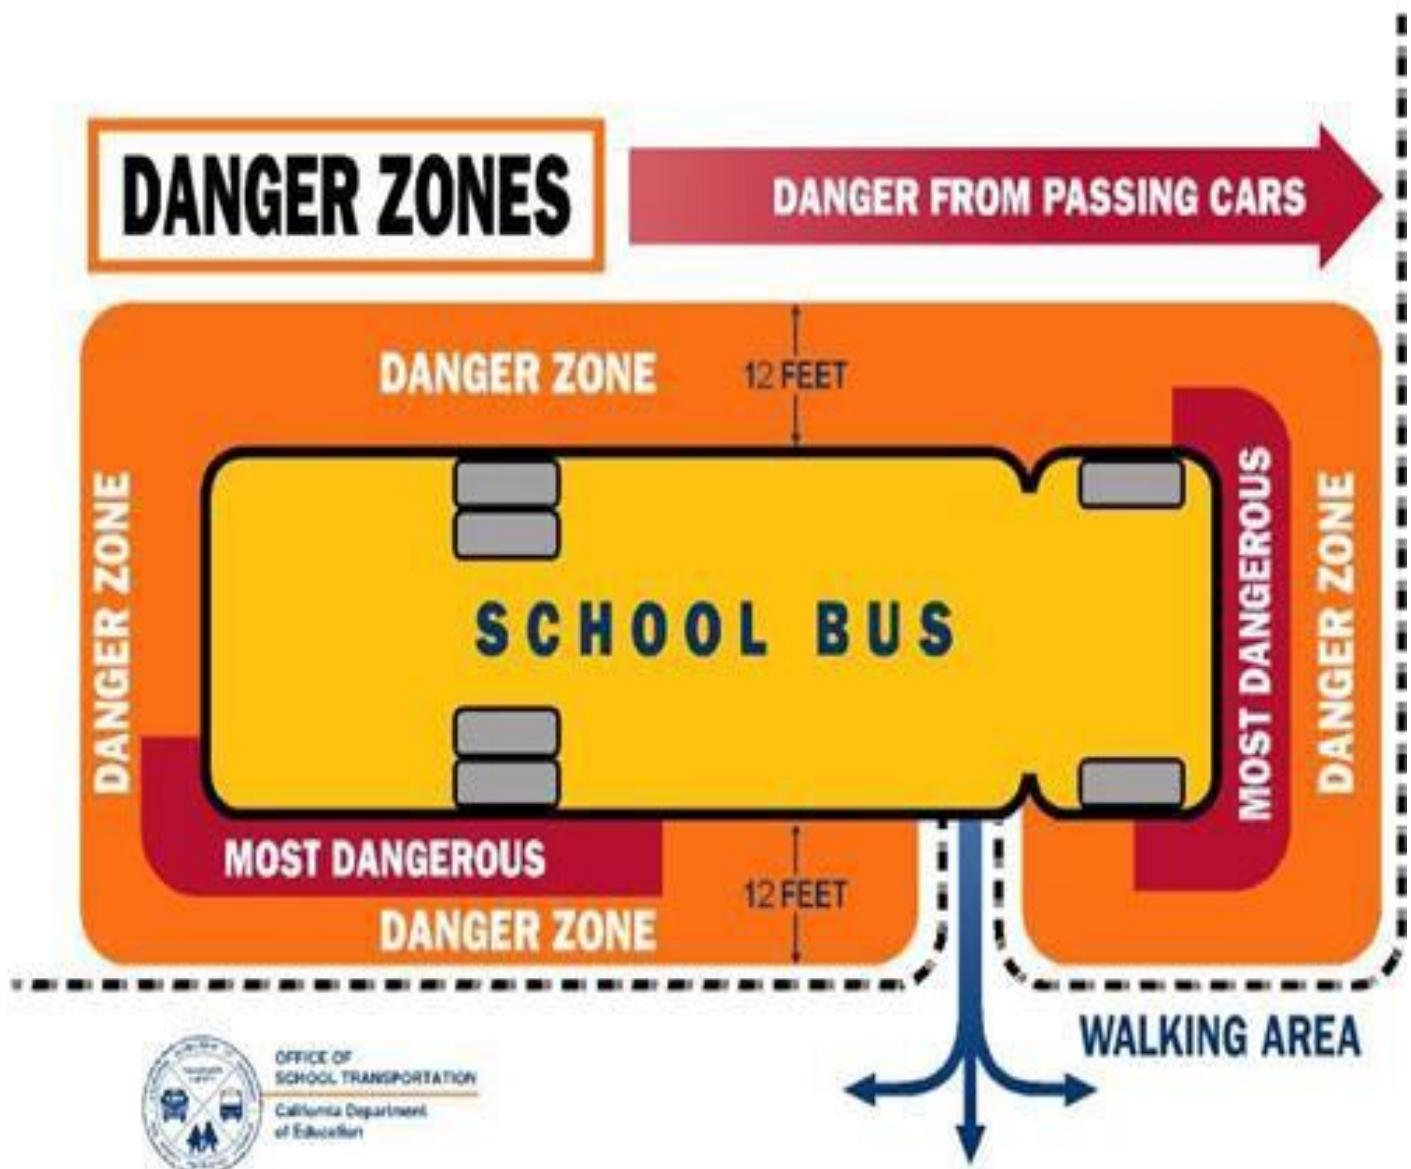 DANGER ZONES
DANGER FROM PASSING CARS
DANGER ZONE
12 FEET
DANGER ZONE
SCHOOL BUS
MOST DANGEROUS
DANGER ZONE
MOST DANGEROUS
12 FEET
DANGER ZONE
WALKING AREA
OFFICE OF
SCHOOL TRANSPORTATION
California Department
of Education